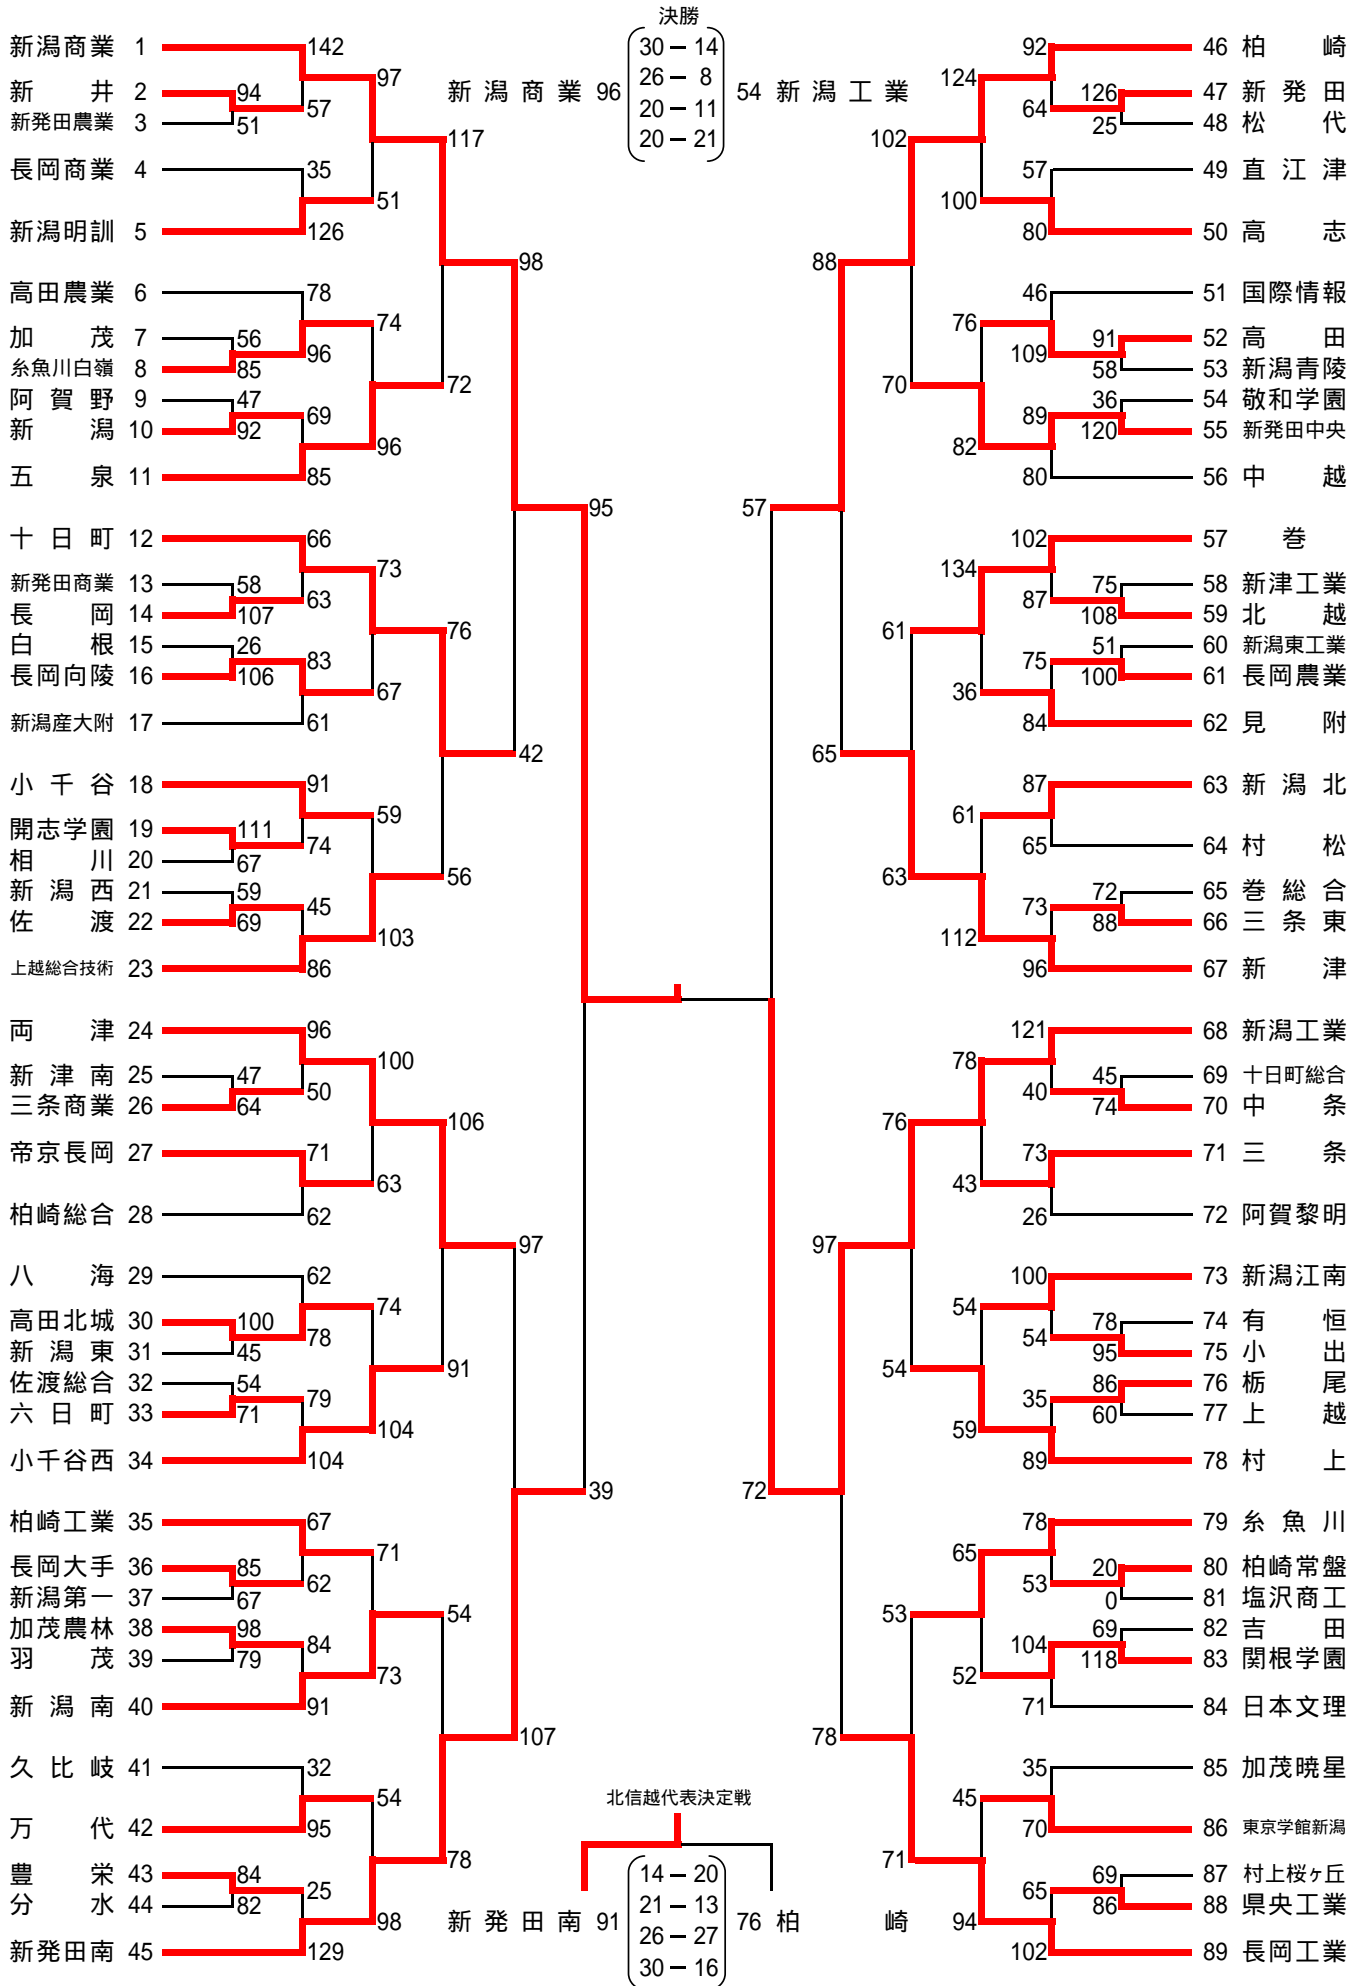 決勝
新潟商業 96 30 － 14 54 新潟工業
26 － 8
20 － 11
20 － 21
新潟商業 1
新井 2
新発田農業 3
長岡商業 4
新潟明訓 5
高田農業 6
加茂 7
糸魚川白嶺 8
阿賀野 9
新潟 10
五泉 11
十日町 12
新発田商業 13
長岡 14
白根 15
長岡向陵 16
新潟産大附 17
小千谷 18
開志学園 19
相川 20
新潟西 21
佐渡 22
上越総合技術 23
両津 24
新津南 25
三条商業 26
帝京長岡 27
柏崎総合 28
八海 29
高田北城 30
新潟東 31
佐渡総合 32
六日町 33
小千谷西 34
柏崎工業 35
長岡大手 36
新潟第一 37
加茂農林 38
羽茂 39
新潟南 40
久比岐 41
万代 42
豊栄 43
分水 44
新発田南 45
94
51
56
85
47
92
58
107
26
106
111
67
59
69
47
64
100
45
54
71
85
67
98
79
84
82
142
57
35
126
78
96
69
85
66
63
83
61
91
74
45
86
96
50
71
62
62
78
79
104
67
62
84
91
32
95
25
129
97
51
74
96
73
67
59
103
100
63
74
104
71
73
54
98
117
72
76
56
106
91
54
78
98
42
97
107
95
39
57
72
88
65
97
78
102
70
61
63
76
54
53
71
124
100
76
82
134
36
61
112
78
43
54
59
65
52
45
94
92
64
57
80
46
109
89
80
102
87
75
84
87
65
73
96
121
40
73
26
100
54
35
89
78
53
104
71
35
70
65
102
126
25
91
58
36
120
75
108
51
100
72
88
45
74
78
95
86
60
20
0
69
118
69
86
46 柏崎
47 新発田
48 松代
49 直江津
50 高志
51 国際情報
52 高田
53 新潟青陵
54 敬和学園
55 新発田中央
56 中越
57 巻
58 新津工業
59 北越
60 新潟東工業
61 長岡農業
62 見附
63 新潟北
64 村松
65 巻総合
66 三条東
67 新津
68 新潟工業
69 十日町総合
70 中条
71 三条
72 阿賀黎明
73 新潟江南
74 有恒
75 小出
76 栃尾
77 上越
78 村上
79 糸魚川
80 柏崎常盤
81 塩沢商工
82 吉田
83 関根学園
84 日本文理
85 加茂暁星
86 東京学館新潟
87 村上桜ヶ丘
88 県央工業
89 長岡工業
北信越代表決定戦
14 － 20
21 － 13
新発田南 91 26 － 27 76 柏崎
30 － 16